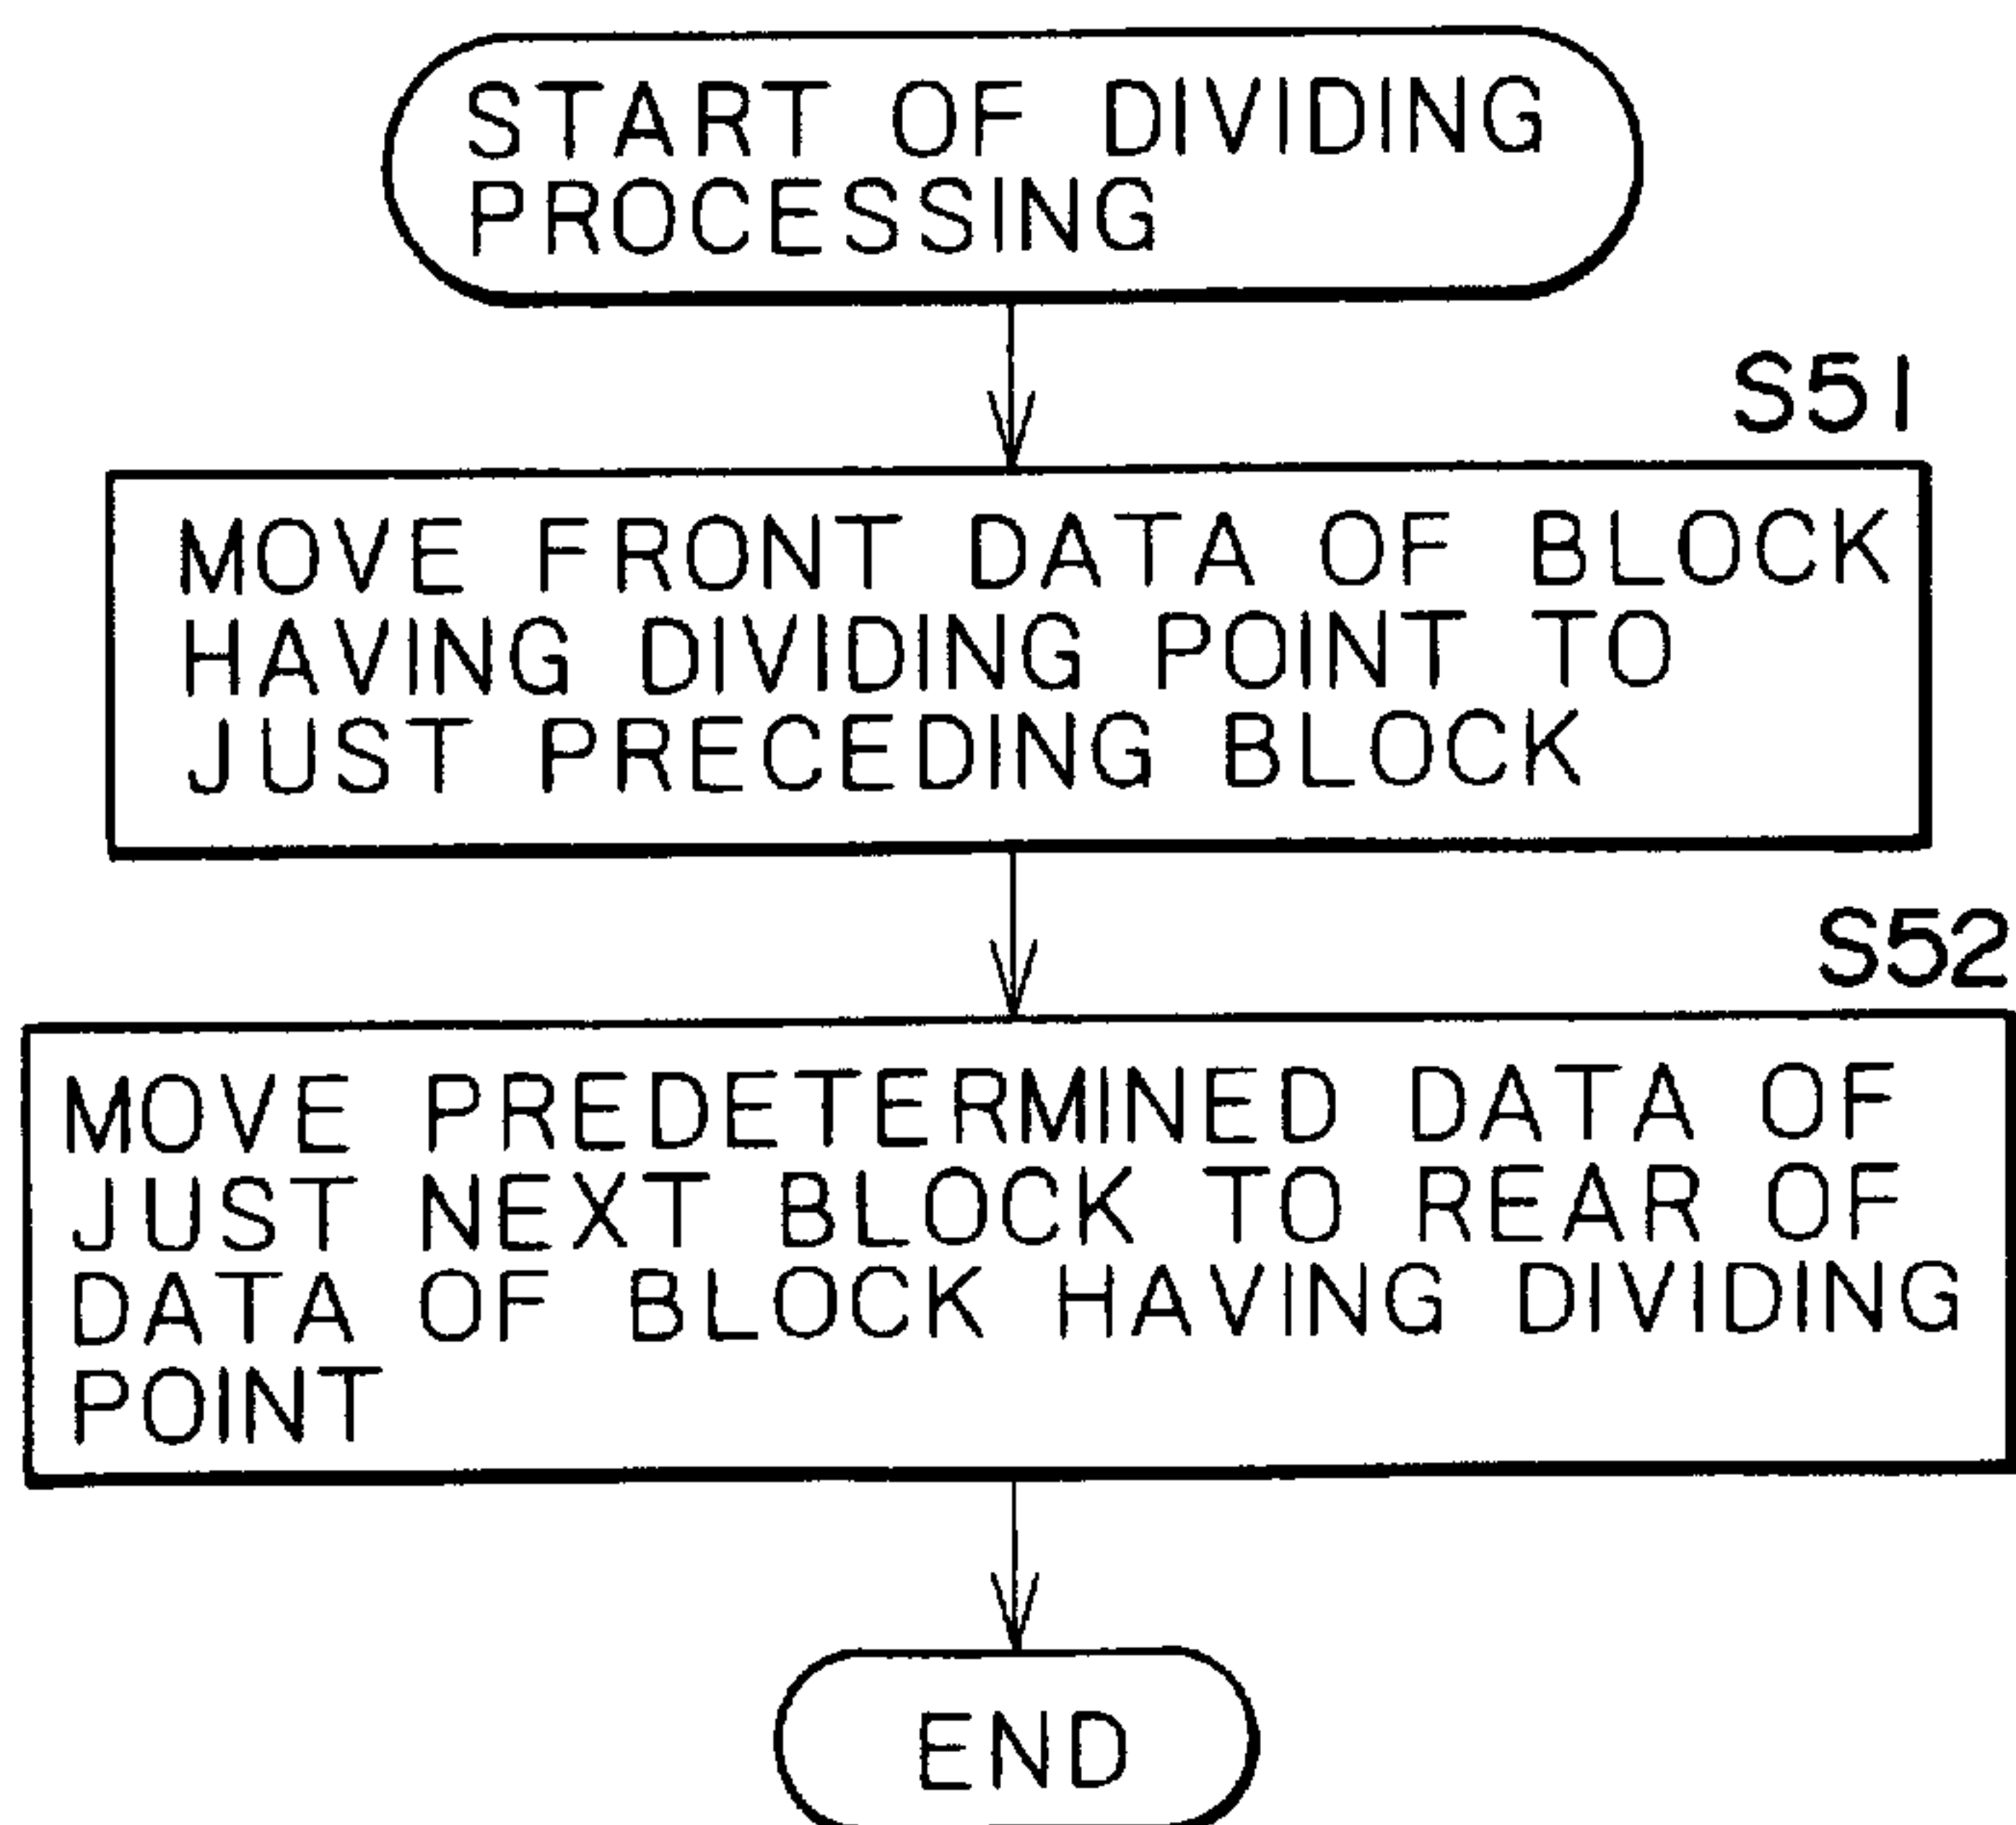 START OF DIVIDING
PROCESSING
S51
MOVE FRONT DATA OF BLOCK
HAVING DIVIDING POINT TO
JUST PRECEDING BLOCK
S52
MOVE PREDETERMINED DATA OF
JUST NEXT BLOCK TO REAR OF
DATA OF BLOCK HAVING DIVIDING
POINT
END